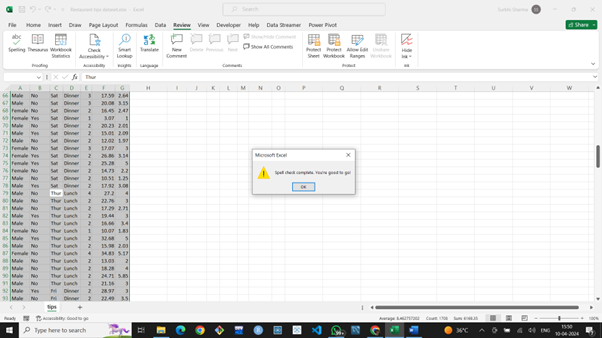 Search
File Home Insert Draw Page Layout Formulas Data Review View Developer Help Data Streamer Power Pivot
Share
Spelling Thesaurus Workbook Statistics
Check Accessibility
Smart Lookup
Translate
New Comment Delete Previous Next
Show/Hide Comment
Show All Comments
Protect Sheet Protect Workbook Allow Edit Ranges Unshare Workbook
Hide Ink
Proofing Accessibility Insights Language Comments Protect Ink
fx Thur
A B C D E F G H I J K L M N O P Q R S T U V W
66 Male No Sat Dinner 3 17.59 2.64
67 Male No Sat Dinner 3 20.08 3.15
68 Female No Sat Dinner 2 16.45 2.47
69 Female Yes Sat Dinner 1 3.07 1
70 Male No Sat Dinner 2 20.23 2.01
71 Male Yes Sat Dinner 2 15.01 2.09
72 Male No Sat Dinner 2 12.02 1.97
73 Female No Sat Dinner 3 17.07 3
74 Female Yes Sat Dinner 2 26.86 3.14
75 Female Yes Sat Dinner 2 25.28 5
76 Female No Sat Dinner 2 14.73 2.2
77 Male No Sat Dinner 2 10.51 1.25
78 Male Yes Sat Dinner 2 17.92 3.08
79 Male No Thur Lunch 4 27.2 4
80 Male No Thur Lunch 2 22.76 3
81 Male No Thur Lunch 2 17.29 2.71
82 Male Yes Thur Lunch 2 19.44 3
83 Male No Thur Lunch 2 16.66 3.4
84 Female No Thur Lunch 1 10.07 1.83
85 Male Yes Thur Lunch 2 32.68 5
86 Male No Thur Lunch 2 15.98 2.03
87 Female No Thur Lunch 4 34.83 5.17
88 Male No Thur Lunch 2 13.03 2
89 Male No Thur Lunch 2 18.28 4
90 Male No Thur Lunch 2 24.71 5.85
91 Male No Thur Lunch 2 21.16 3
92 Male Yes Fri Dinner 2 28.97 3
93 Male No Fri Dinner 2 22.49 3.5
Microsoft Excel
Spell check complete. You're good to go!
OK
tips
Ready Accessibility: Good to go
100%
Type here to search
99+
36°C
ENG
15:50
10-04-2024